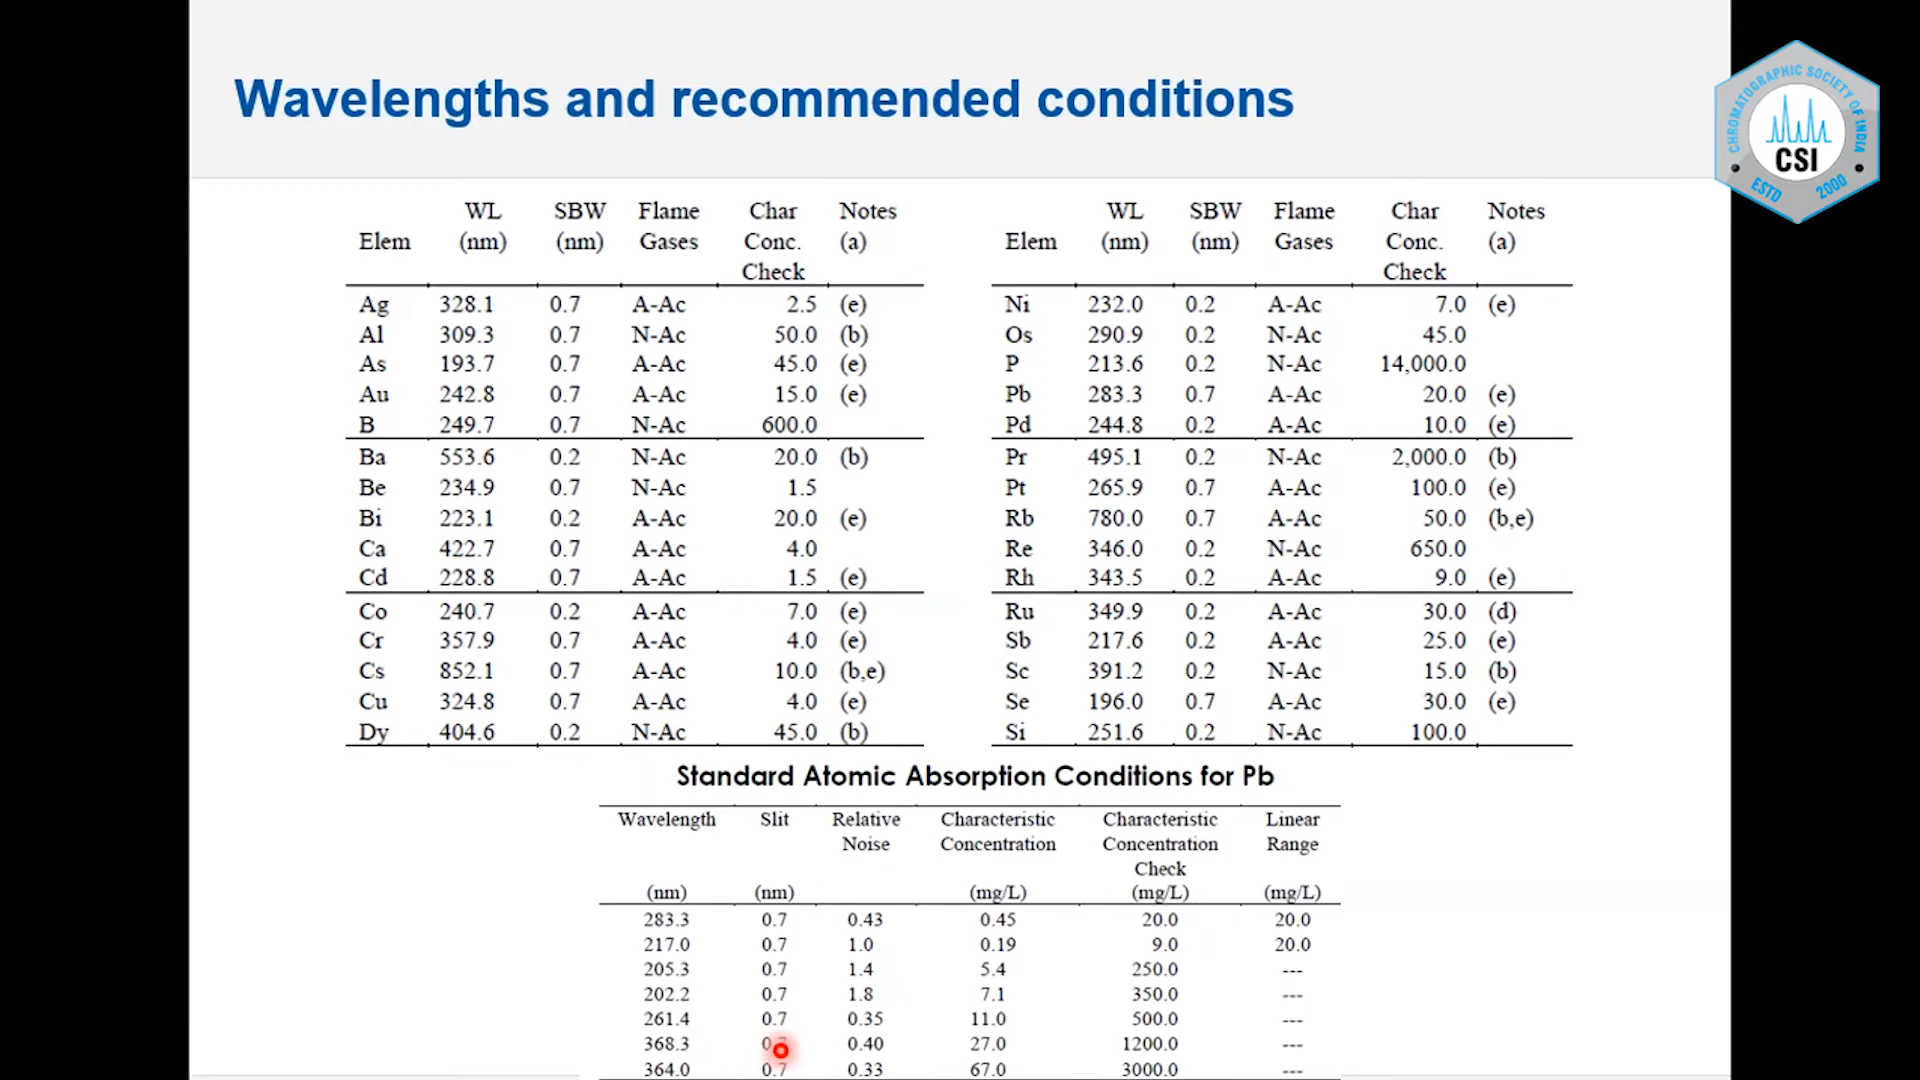 Wavelengths and recommended conditions
CHROMATOGRAPHIC SOCIETY OF INDIA
CSI
ESTD 2000
WL SBW Flame Char Notes
Elem (nm) (nm) Gases Conc. (a)
Check
Ag 328.1 0.7 A-Ac 2.5 (e)
Al 309.3 0.7 N-Ac 50.0 (b)
As 193.7 0.7 A-Ac 45.0 (e)
Au 242.8 0.7 A-Ac 15.0 (e)
B 249.7 0.7 N-Ac 600.0
Ba 553.6 0.2 N-Ac 20.0 (b)
Be 234.9 0.7 N-Ac 1.5
Bi 223.1 0.2 A-Ac 20.0 (e)
Ca 422.7 0.7 A-Ac 4.0
Cd 228.8 0.7 A-Ac 1.5 (e)
Co 240.7 0.2 A-Ac 7.0 (e)
Cr 357.9 0.7 A-Ac 4.0 (e)
Cs 852.1 0.7 A-Ac 10.0 (b,e)
Cu 324.8 0.7 A-Ac 4.0 (e)
Dy 404.6 0.2 N-Ac 45.0 (b)
WL SBW Flame Char Notes
Elem (nm) (nm) Gases Conc. (a)
Check
Ni 232.0 0.2 A-Ac 7.0 (e)
Os 290.9 0.2 N-Ac 45.0
P 213.6 0.2 N-Ac 14,000.0
Pb 283.3 0.7 A-Ac 20.0 (e)
Pd 244.8 0.2 A-Ac 10.0 (e)
Pr 495.1 0.2 N-Ac 2,000.0 (b)
Pt 265.9 0.7 A-Ac 100.0 (e)
Rb 780.0 0.7 A-Ac 50.0 (b,e)
Re 346.0 0.2 N-Ac 650.0
Rh 343.5 0.2 A-Ac 9.0 (e)
Ru 349.9 0.2 A-Ac 30.0 (d)
Sb 217.6 0.2 A-Ac 25.0 (e)
Sc 391.2 0.2 N-Ac 15.0 (b)
Se 196.0 0.7 A-Ac 30.0 (e)
Si 251.6 0.2 N-Ac 100.0
Standard Atomic Absorption Conditions for Pb
Wavelength Slit Relative Characteristic Characteristic Linear
Noise Concentration Concentration Range
Check
(nm) (nm) (mg/L) (mg/L) (mg/L)
283.3 0.7 0.43 0.45 20.0 20.0
217.0 0.7 1.0 0.19 9.0 20.0
205.3 0.7 1.4 5.4 250.0 ---
202.2 0.7 1.8 7.1 350.0 ---
261.4 0.7 0.35 11.0 500.0 ---
368.3 0.40 27.0 1200.0 ---
364.0 0.7 0.33 67.0 3000.0 ---